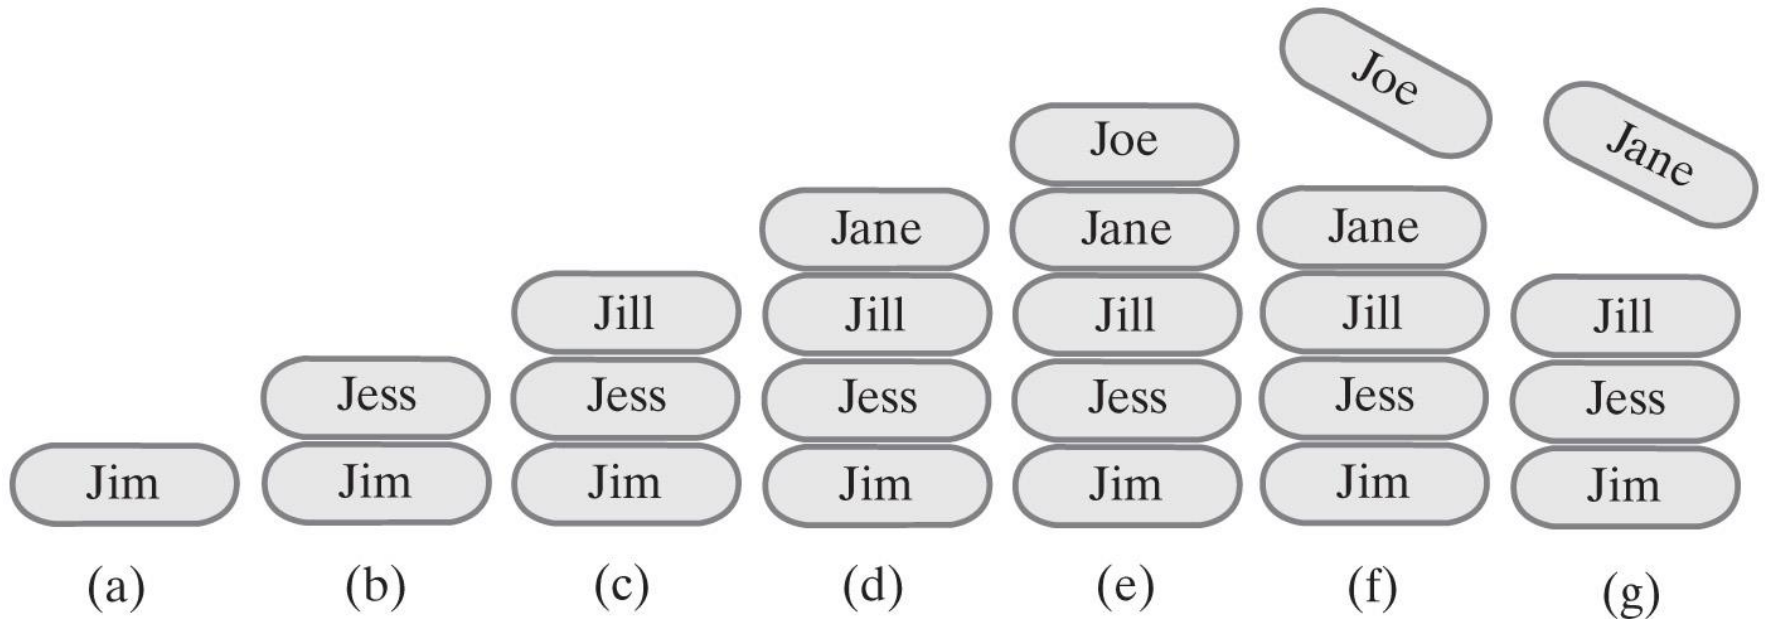 Joe
Joe
Jane
Jane
Jane
Jane
Jill
Jill
Jill
Jill
Jill
Jess
Jess
Jess
Jess
Jess
Jess
Jim
Jim
Jim
Jim
Jim
Jim
Jim
(a)
(b)
(c)
(d)
(e)
(f)
(g)